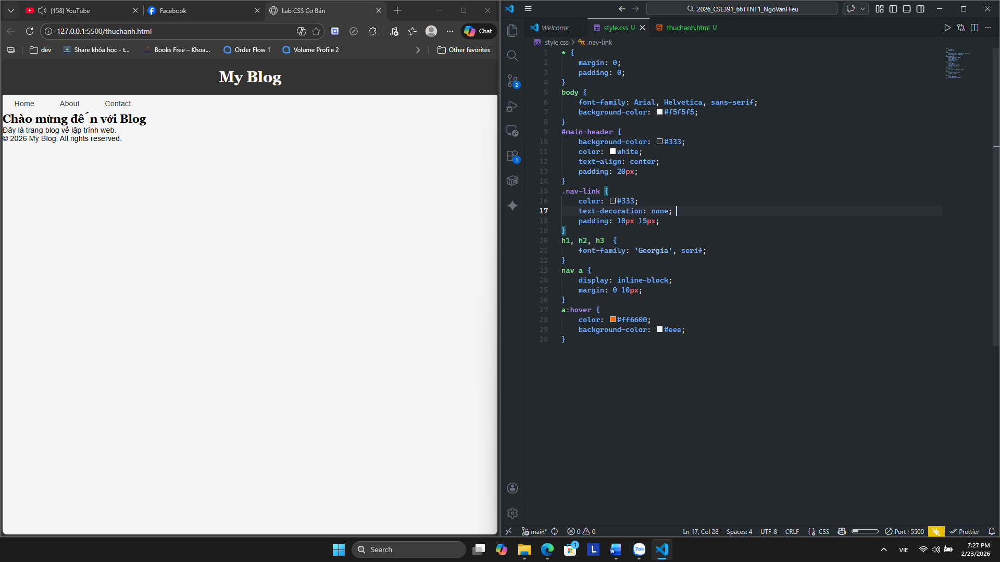 (158) YouTube
Facebook
Lab CSS Cơ Bản
127.0.0.1:5500/thuchanh.html
Chat
dev
Share khóa học - t...
Books Free – Khoa...
Order Flow 1
Volume Profile 2
Other favorites
My Blog
Home About Contact
Chào mừng đến với Blog
Đây là trang blog về lập trình web.
© 2026 My Blog. All rights reserved.
2026_CSE391_66TTNT1_NgoVanHieu
Welcome
style.css U
thuchanh.html U
style.css > .nav-link
1 * {
2 margin: 0;
3 padding: 0;
4 }
5 body {
6 font-family: Arial, Helvetica, sans-serif;
7 background-color: #f5f5f5;
8 }
9 #main-header {
10 background-color: #333;
11 color: white;
12 text-align: center;
13 padding: 20px;
14 }
15 .nav-link {
16 color: #333;
17 text-decoration: none;
18 padding: 10px 15px;
19 }
20 h1, h2, h3 {
21 font-family: 'Georgia', serif;
22 }
23 nav a {
24 display: inline-block;
25 margin: 0 10px;
26 }
27 a:hover {
28 color: #ff6600;
29 background-color: #eee;
30 }
2
1
main* 0 0 Ln 17, Col 28 Spaces: 4 UTF-8 CRLF {} CSS Port : 5500 Prettier
Search
1
L
W
Zalo
VIE
7:27 PM
2/23/2026